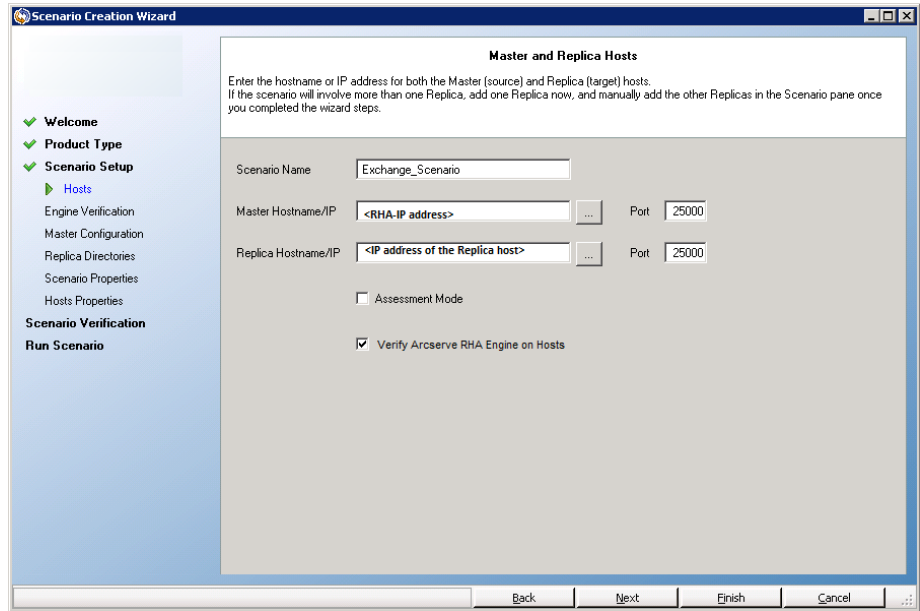 Scenario Creation Wizard
Master and Replica Hosts
Enter the hostname or IP address for both the Master (source) and Replica (target) hosts.
If the scenario will involve more than one Replica, add one Replica now, and manually add the other Replicas in the Scenario pane once
you completed the wizard steps.
Welcome
Product Type
Scenario Setup
Hosts
Engine Verification
Master Configuration
Replica Directories
Scenario Properties
Hosts Properties
Scenario Verification
Run Scenario
Scenario Name Exchange_Scenario
Master Hostname/IP <RHA-IP address> ... Port 25000
Replica Hostname/IP <IP address of the Replica host> ... Port 25000
Assessment Mode
Verify Arcserve RHA Engine on Hosts
Back Next Finish Cancel